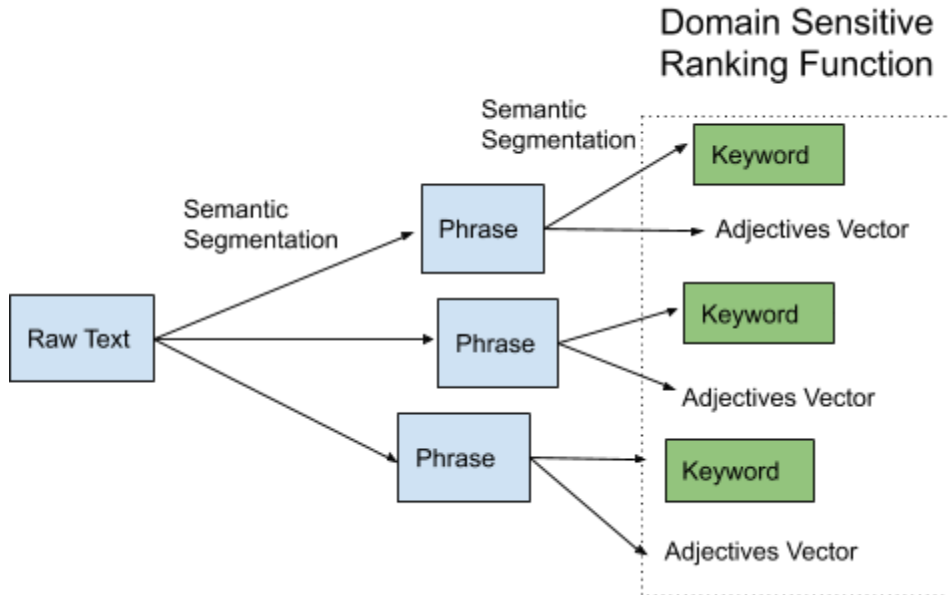 Domain Sensitive
Ranking Function
Semantic
Segmentation
Keyword
Semantic
Segmentation
Phrase
Adjectives Vector
Raw Text
Phrase
Keyword
Adjectives Vector
Phrase
Keyword
Adjectives Vector